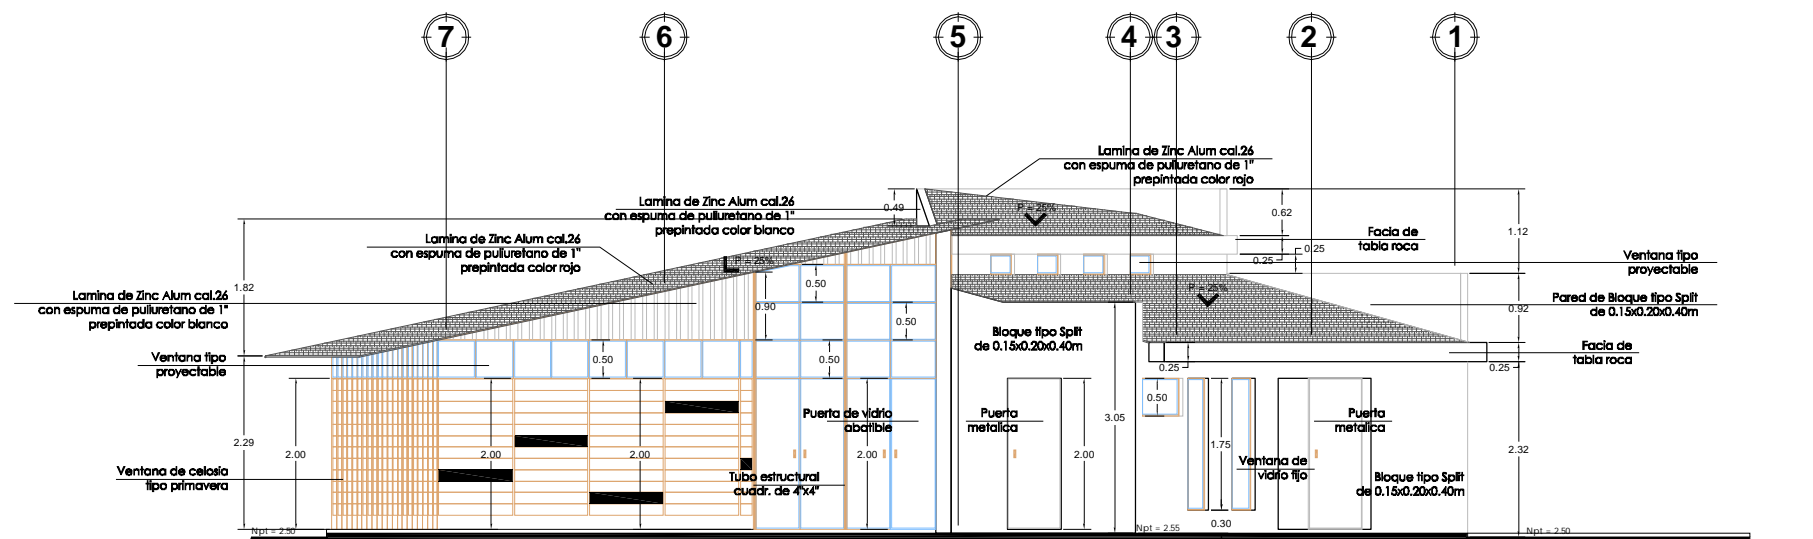 7
6
5
4
3
2
1
Lamina de Zinc Alum cal.26
con espuma de puliuretano de 1"
prepintada color rojo
Lamina de Zinc Alum cal.26
con espuma de puliuretano de 1"
prepintada color blanco
0.49
P = 25%
0.62
1.12
Facia de
tabla roca
0.25
0.25
Lamina de Zinc Alum cal.26
con espuma de puliuretano de 1"
prepintada color rojo
P = 25%
Ventana tipo
proyectable
1.82
Lamina de Zinc Alum cal.26
con espuma de puliuretano de 1"
prepintada color blanco
0.50
0.90
0.50
P = 25%
Pared de Bloque tipo Split
de 0.15x0.20x0.40m
0.92
Bloque tipo Split
de 0.15x0.20x0.40m
Facia de
tabla roca
Ventana tipo
proyectable
0.50
0.50
0.25
0.25
0.50
3.05
Puerta de vidrio
abatible
Puerta
metalica
Puerta
metalica
2.29
2.00
2.00
2.00
2.00
2.00
1.75
2.32
Ventana de celosia
tipo primavera
Tubo estructural
cuadr. de 4"x4"
Ventana de
vidrio fijo
Bloque tipo Split
de 0.15x0.20x0.40m
0.30
Npt = 2.50
Npt = 2.55
Npt = 2.50